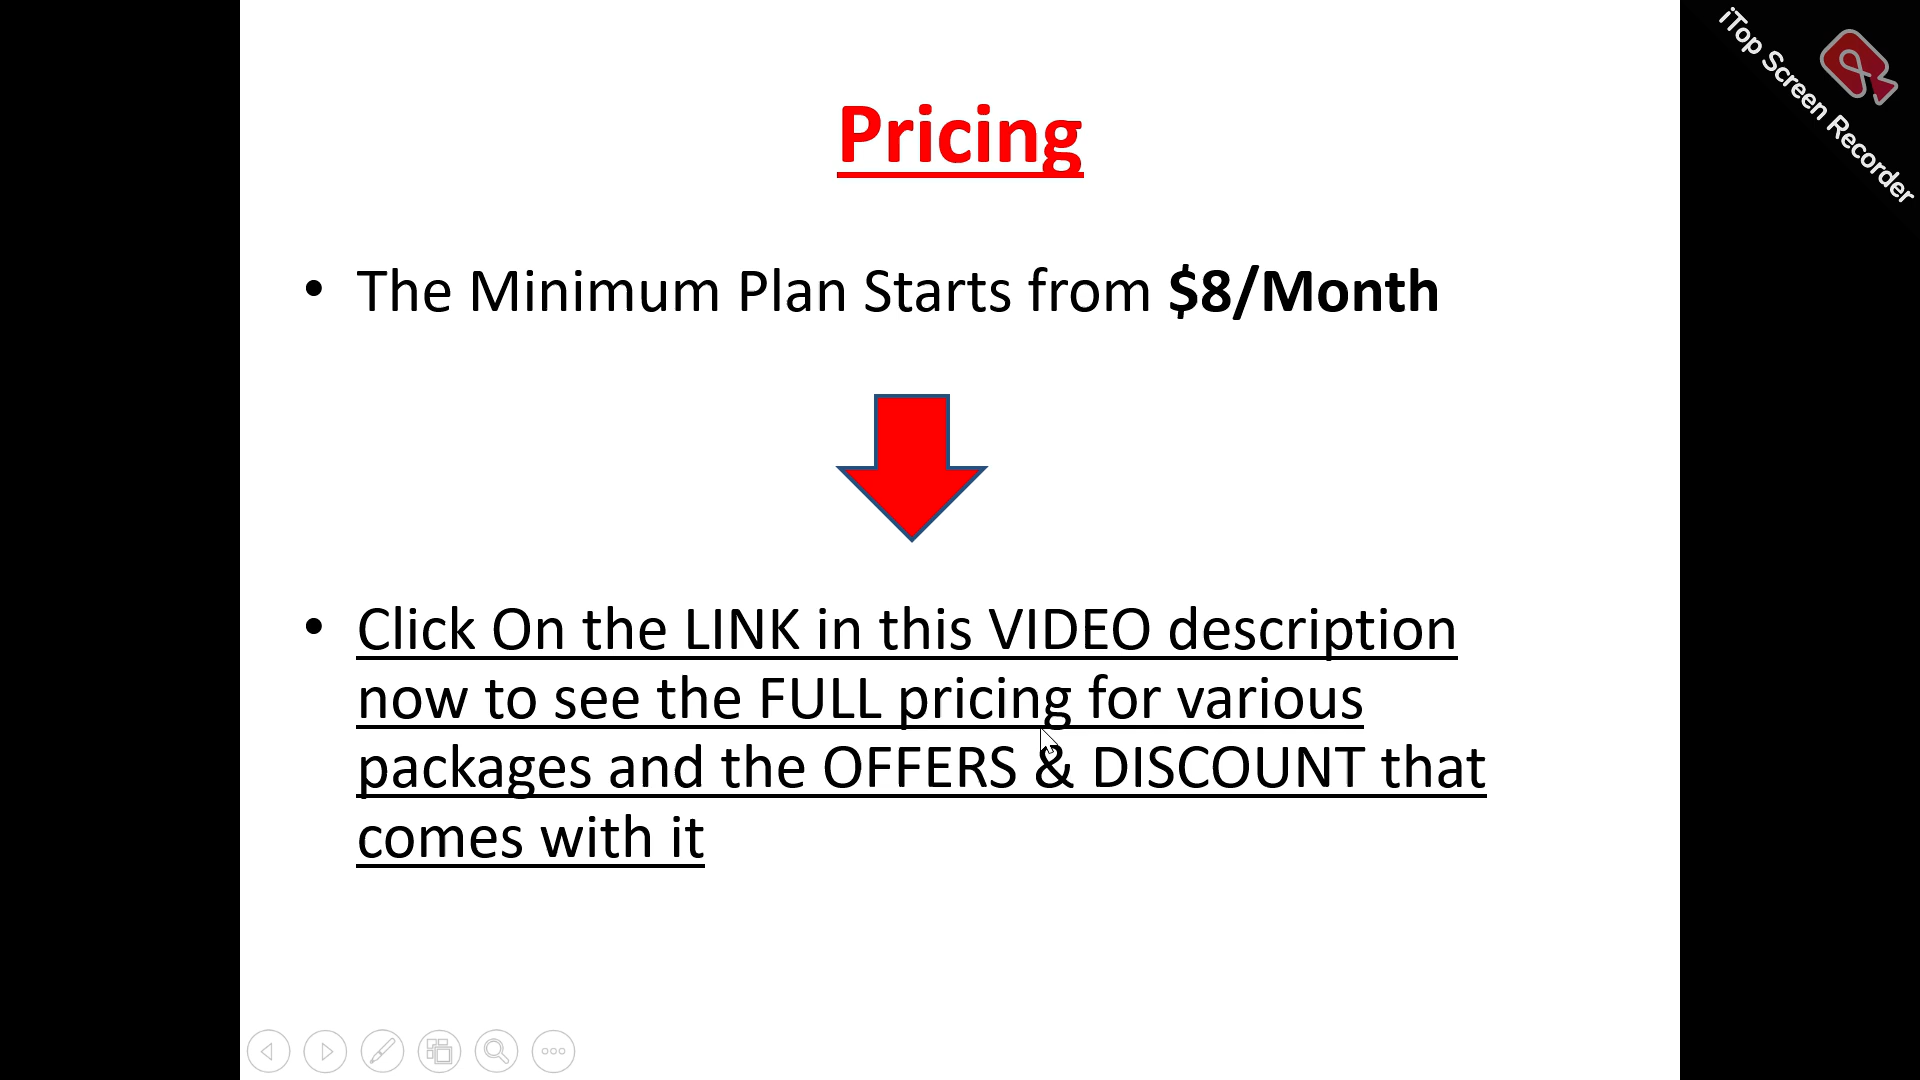 iTop Screen Recorder
Pricing
• The Minimum Plan Starts from $8/Month
• Click On the LINK in this VIDEO description
now to see the FULL pricing for various
packages and the OFFERS & DISCOUNT that
comes with it